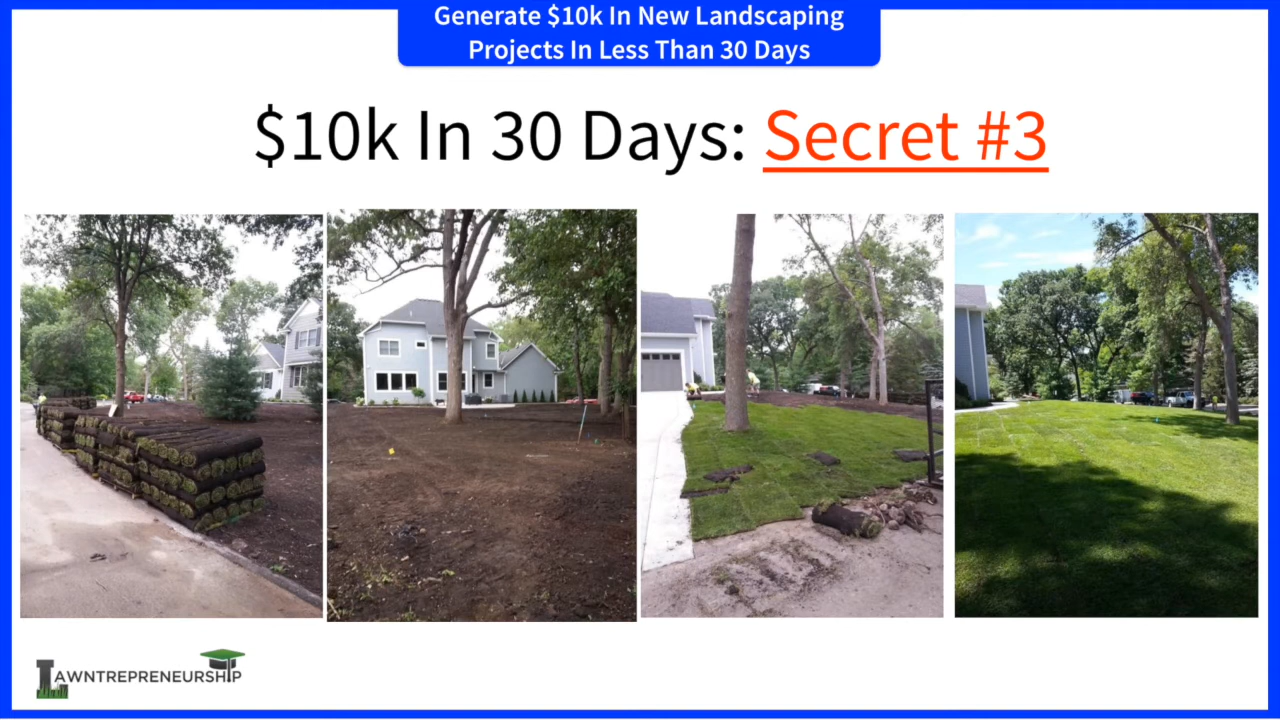 Generate $10k In New Landscaping
Projects In Less Than 30 Days
$10k In 30 Days: Secret #3
LAWNTREPRENEURSHIP